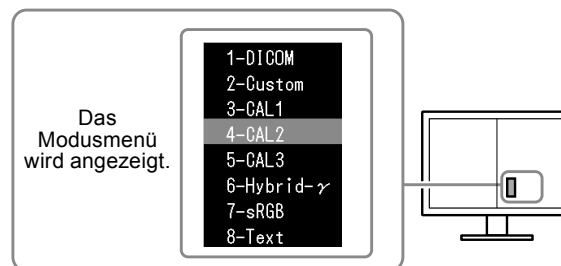 Das
Modusmenü
wird angezeigt.
1-DICOM
2-Custom
3-CAL1
4-CAL2
5-CAL3
6-Hybrid-γ
7-sRGB
8-Text